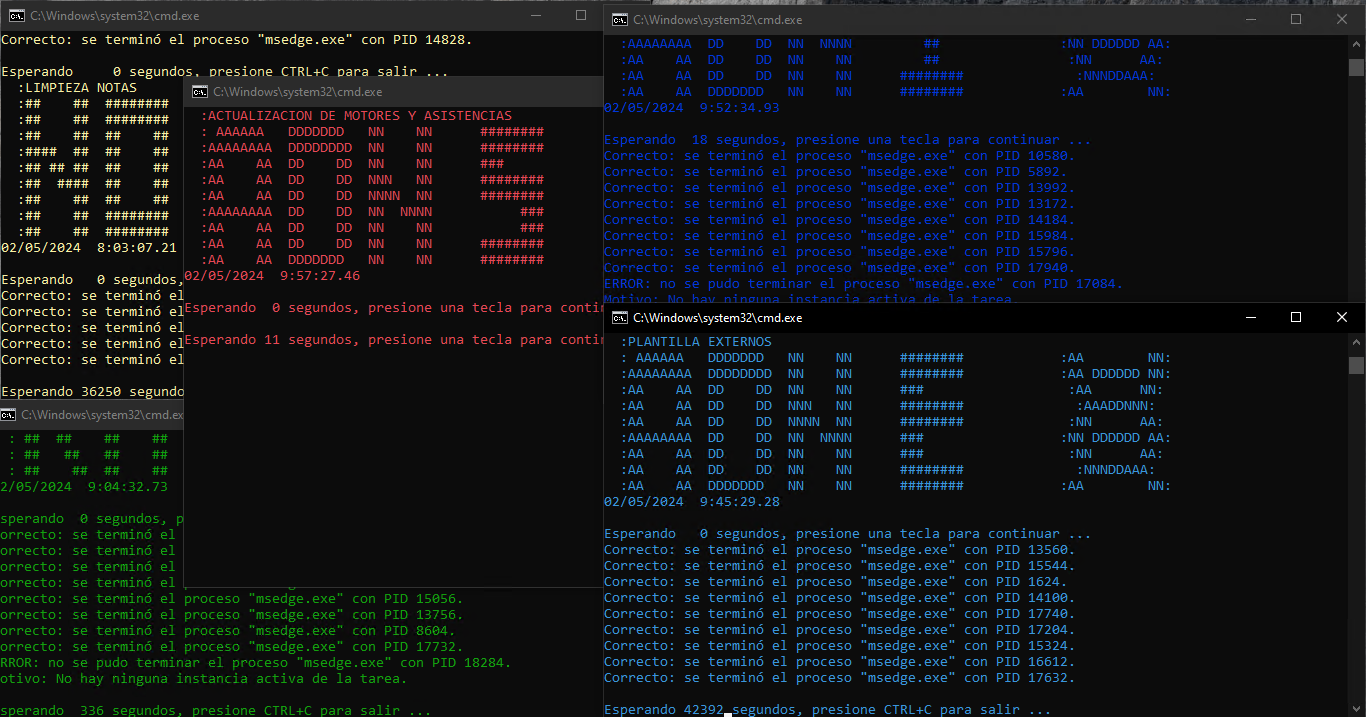 C:\Windows\system32\cmd.exe
Correcto: se terminó el proceso "msedge.exe" con PID 14828.
Esperando     0 segundos, presione CTRL+C para salir ...
  :LIMPIEZA NOTAS
  :##    ##  ########
  :##    ##  ########
  :##    ##  ##    ##
  :####  ##  ##    ##
  :## ## ##  ##    ##
  :##  ####  ##    ##
  :##    ##  ##    ##
  :##    ##  ########
  :##    ##  ########
02/05/2024  8:03:07.21
Esperando   0 segundos,
Correcto: se terminó el
Correcto: se terminó el
Correcto: se terminó el
Correcto: se terminó el
Correcto: se terminó el
Esperando 36250 segundo
C:\Windows\system32\cmd.exe
  :ACTUALIZACION DE MOTORES Y ASISTENCIAS
  : AAAAAA   DDDDDDD   NN    NN      ########
  :AAAAAAAA  DDDDDDDD  NN    NN      ########
  :AA    AA  DD    DD  NN    NN      ###
  :AA    AA  DD    DD  NNN   NN      ########
  :AA    AA  DD    DD  NNNN  NN      ########
  :AAAAAAAA  DD    DD  NN  NNNN           ###
  :AA    AA  DD    DD  NN    NN           ###
  :AA    AA  DD    DD  NN    NN      ########
  :AA    AA  DDDDDDD   NN    NN      ########
02/05/2024  9:57:27.46
Esperando  0 segundos, presione una tecla para contin
Esperando 11 segundos, presione una tecla para contin
C:\Windows\system32\cmd.ex
 : ##  ##    ##    ##
 : ##   ##   ##    ##
 : ##    ##  ##    ##
2/05/2024  9:04:32.73
sperando  0 segundos, p
orrecto: se terminó el
orrecto: se terminó el
orrecto: se terminó el
orrecto: se terminó el
orrecto: se terminó el proceso "msedge.exe" con PID 15056.
orrecto: se terminó el proceso "msedge.exe" con PID 13756.
orrecto: se terminó el proceso "msedge.exe" con PID 8604.
orrecto: se terminó el proceso "msedge.exe" con PID 17732.
RROR: no se pudo terminar el proceso "msedge.exe" con PID 18284.
otivo: No hay ninguna instancia activa de la tarea.
sperando  336 segundos, presione CTRL+C para salir ...
C:\Windows\system32\cmd.exe
  :AAAAAAAA  DD    DD  NN  NNNN         ##               :NN DDDDDD AA:
  :AA    AA  DD    DD  NN    NN         ##                :NN      AA:
  :AA    AA  DD    DD  NN    NN      ########              :NNNDDAAA:
  :AA    AA  DDDDDDD   NN    NN      ########            :AA        NN:
02/05/2024  9:52:34.93
Esperando  18 segundos, presione una tecla para continuar ...
Correcto: se terminó el proceso "msedge.exe" con PID 10580.
Correcto: se terminó el proceso "msedge.exe" con PID 5892.
Correcto: se terminó el proceso "msedge.exe" con PID 13992.
Correcto: se terminó el proceso "msedge.exe" con PID 13172.
Correcto: se terminó el proceso "msedge.exe" con PID 14184.
Correcto: se terminó el proceso "msedge.exe" con PID 15984.
Correcto: se terminó el proceso "msedge.exe" con PID 15796.
Correcto: se terminó el proceso "msedge.exe" con PID 17940.
ERROR: no se pudo terminar el proceso "msedge.exe" con PID 17084.
Motivo: No hay ninguna instancia activa de la tarea
C:\Windows\system32\cmd.exe
  :PLANTILLA EXTERNOS
  : AAAAAA   DDDDDDD   NN    NN      ########            :AA        NN:
  :AAAAAAAA  DDDDDDDD  NN    NN      ########            :AA DDDDDD NN:
  :AA    AA  DD    DD  NN    NN      ###                  :AA      NN:
  :AA    AA  DD    DD  NNN   NN      ########              :AAADDNNN:
  :AA    AA  DD    DD  NNNN  NN      ########             :NN      AA:
  :AAAAAAAA  DD    DD  NN  NNNN      ###                 :NN DDDDDD AA:
  :AA    AA  DD    DD  NN    NN      ###                  :NN      AA:
  :AA    AA  DD    DD  NN    NN      ########              :NNNDDAAA:
  :AA    AA  DDDDDDD   NN    NN      ########            :AA        NN:
02/05/2024  9:45:29.28
Esperando   0 segundos, presione una tecla para continuar ...
Correcto: se terminó el proceso "msedge.exe" con PID 13560.
Correcto: se terminó el proceso "msedge.exe" con PID 15544.
Correcto: se terminó el proceso "msedge.exe" con PID 1624.
Correcto: se terminó el proceso "msedge.exe" con PID 14100.
Correcto: se terminó el proceso "msedge.exe" con PID 17740.
Correcto: se terminó el proceso "msedge.exe" con PID 17204.
Correcto: se terminó el proceso "msedge.exe" con PID 15324.
Correcto: se terminó el proceso "msedge.exe" con PID 16612.
Correcto: se terminó el proceso "msedge.exe" con PID 17632.
Esperando 42392 segundos, presione CTRL+C para salir ...